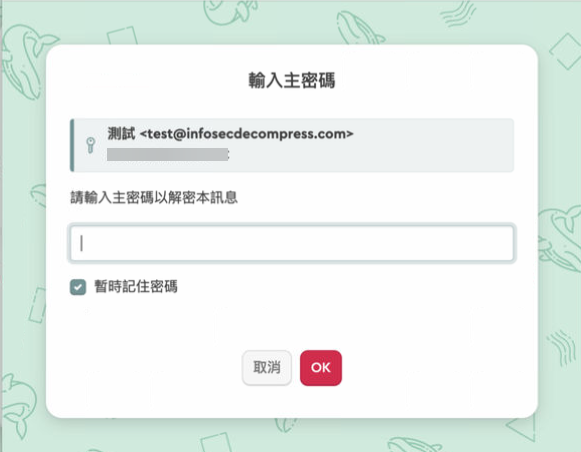 輸入主密碼
測試 <test@infosecdecompress.com>
請輸入主密碼以解密本訊息
暫時記住密碼
取消
OK